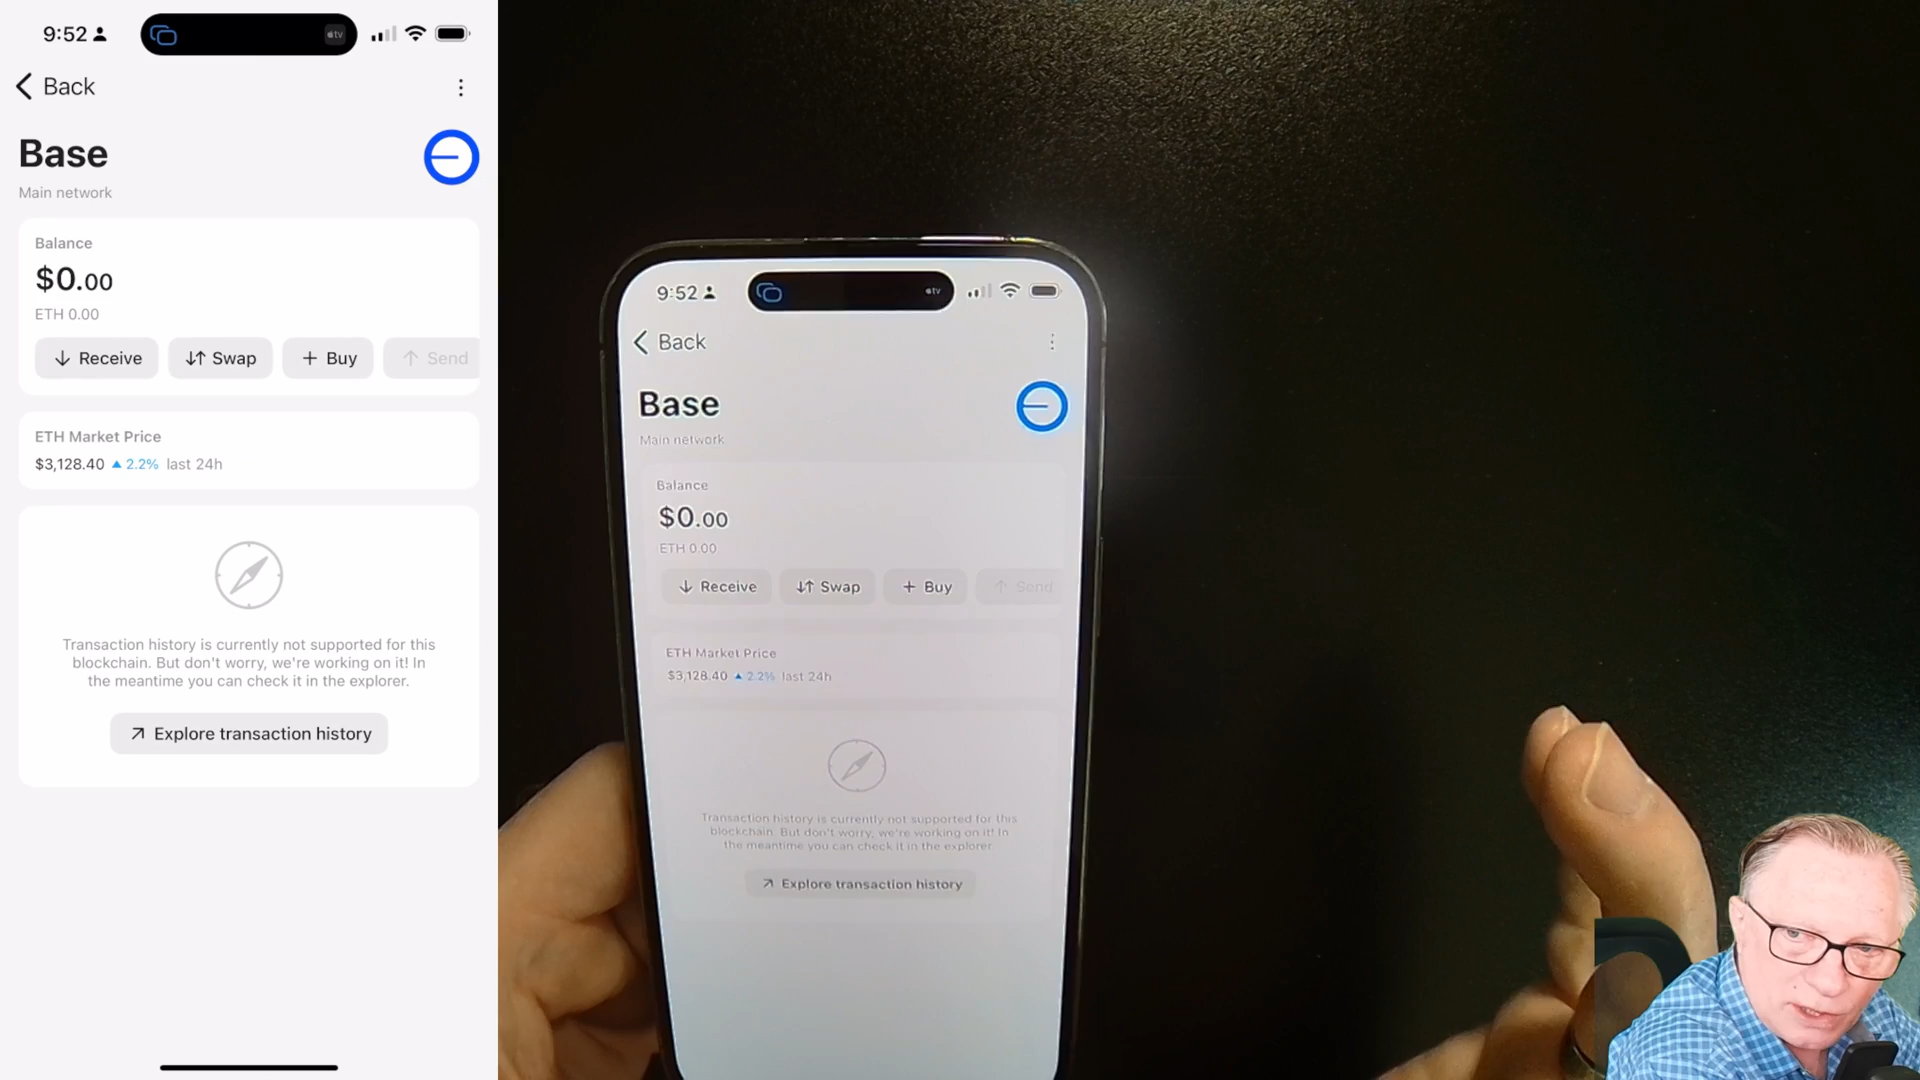 9:52
tv
Back
Base
Main network
Balance
$0.00
ETH 0.00
Receive
Swap
Buy
Send
ETH Market Price
$3,128.40 2.2% last 24h
Transaction history is currently not supported for this
blockchain. But don't worry, we're working on it! In
the meantime you can check it in the explorer.
Explore transaction history
9:52
tv
Back
Base
Main network
Balance
$0.00
ETH 0.00
Receive
Swap
Buy
Send
ETH Market Price
$3,128.40 2.2% last 24h
Transaction history is currently not supported for this
blockchain. But don't worry, we're working on it! In
the meantime you can check it in the explorer
Explore transaction history